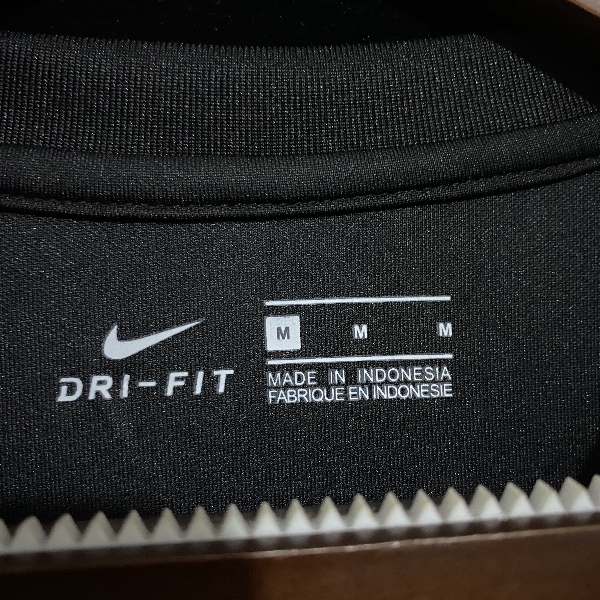 DRI-FIT
M M M
MADE IN INDONESIA
FABRIQUE EN INDONESIE